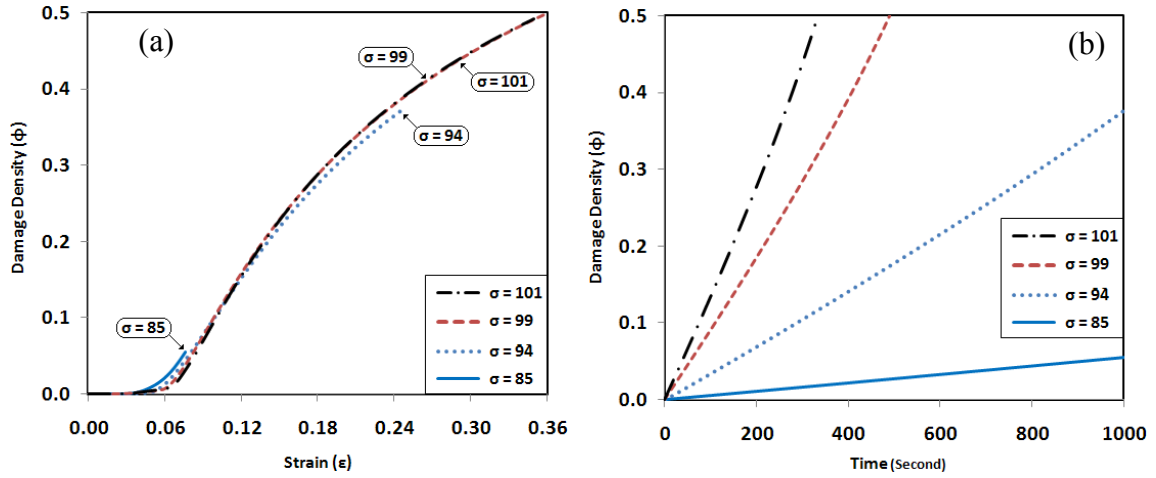 (a)
Damage Density (ϕ)
0.5
0.4
0.3
0.2
0.1
0.0
σ = 99
σ = 101
σ = 94
σ = 85
σ = 101
σ = 99
σ = 94
σ = 85
0.00 0.06 0.12 0.18 0.24 0.30 0.36
Strain (ε)
(b)
Damage Density (ϕ)
0.5
0.4
0.3
0.2
0.1
0.0
σ = 101
σ = 99
σ = 94
σ = 85
0 200 400 600 800 1000
Time (Second)